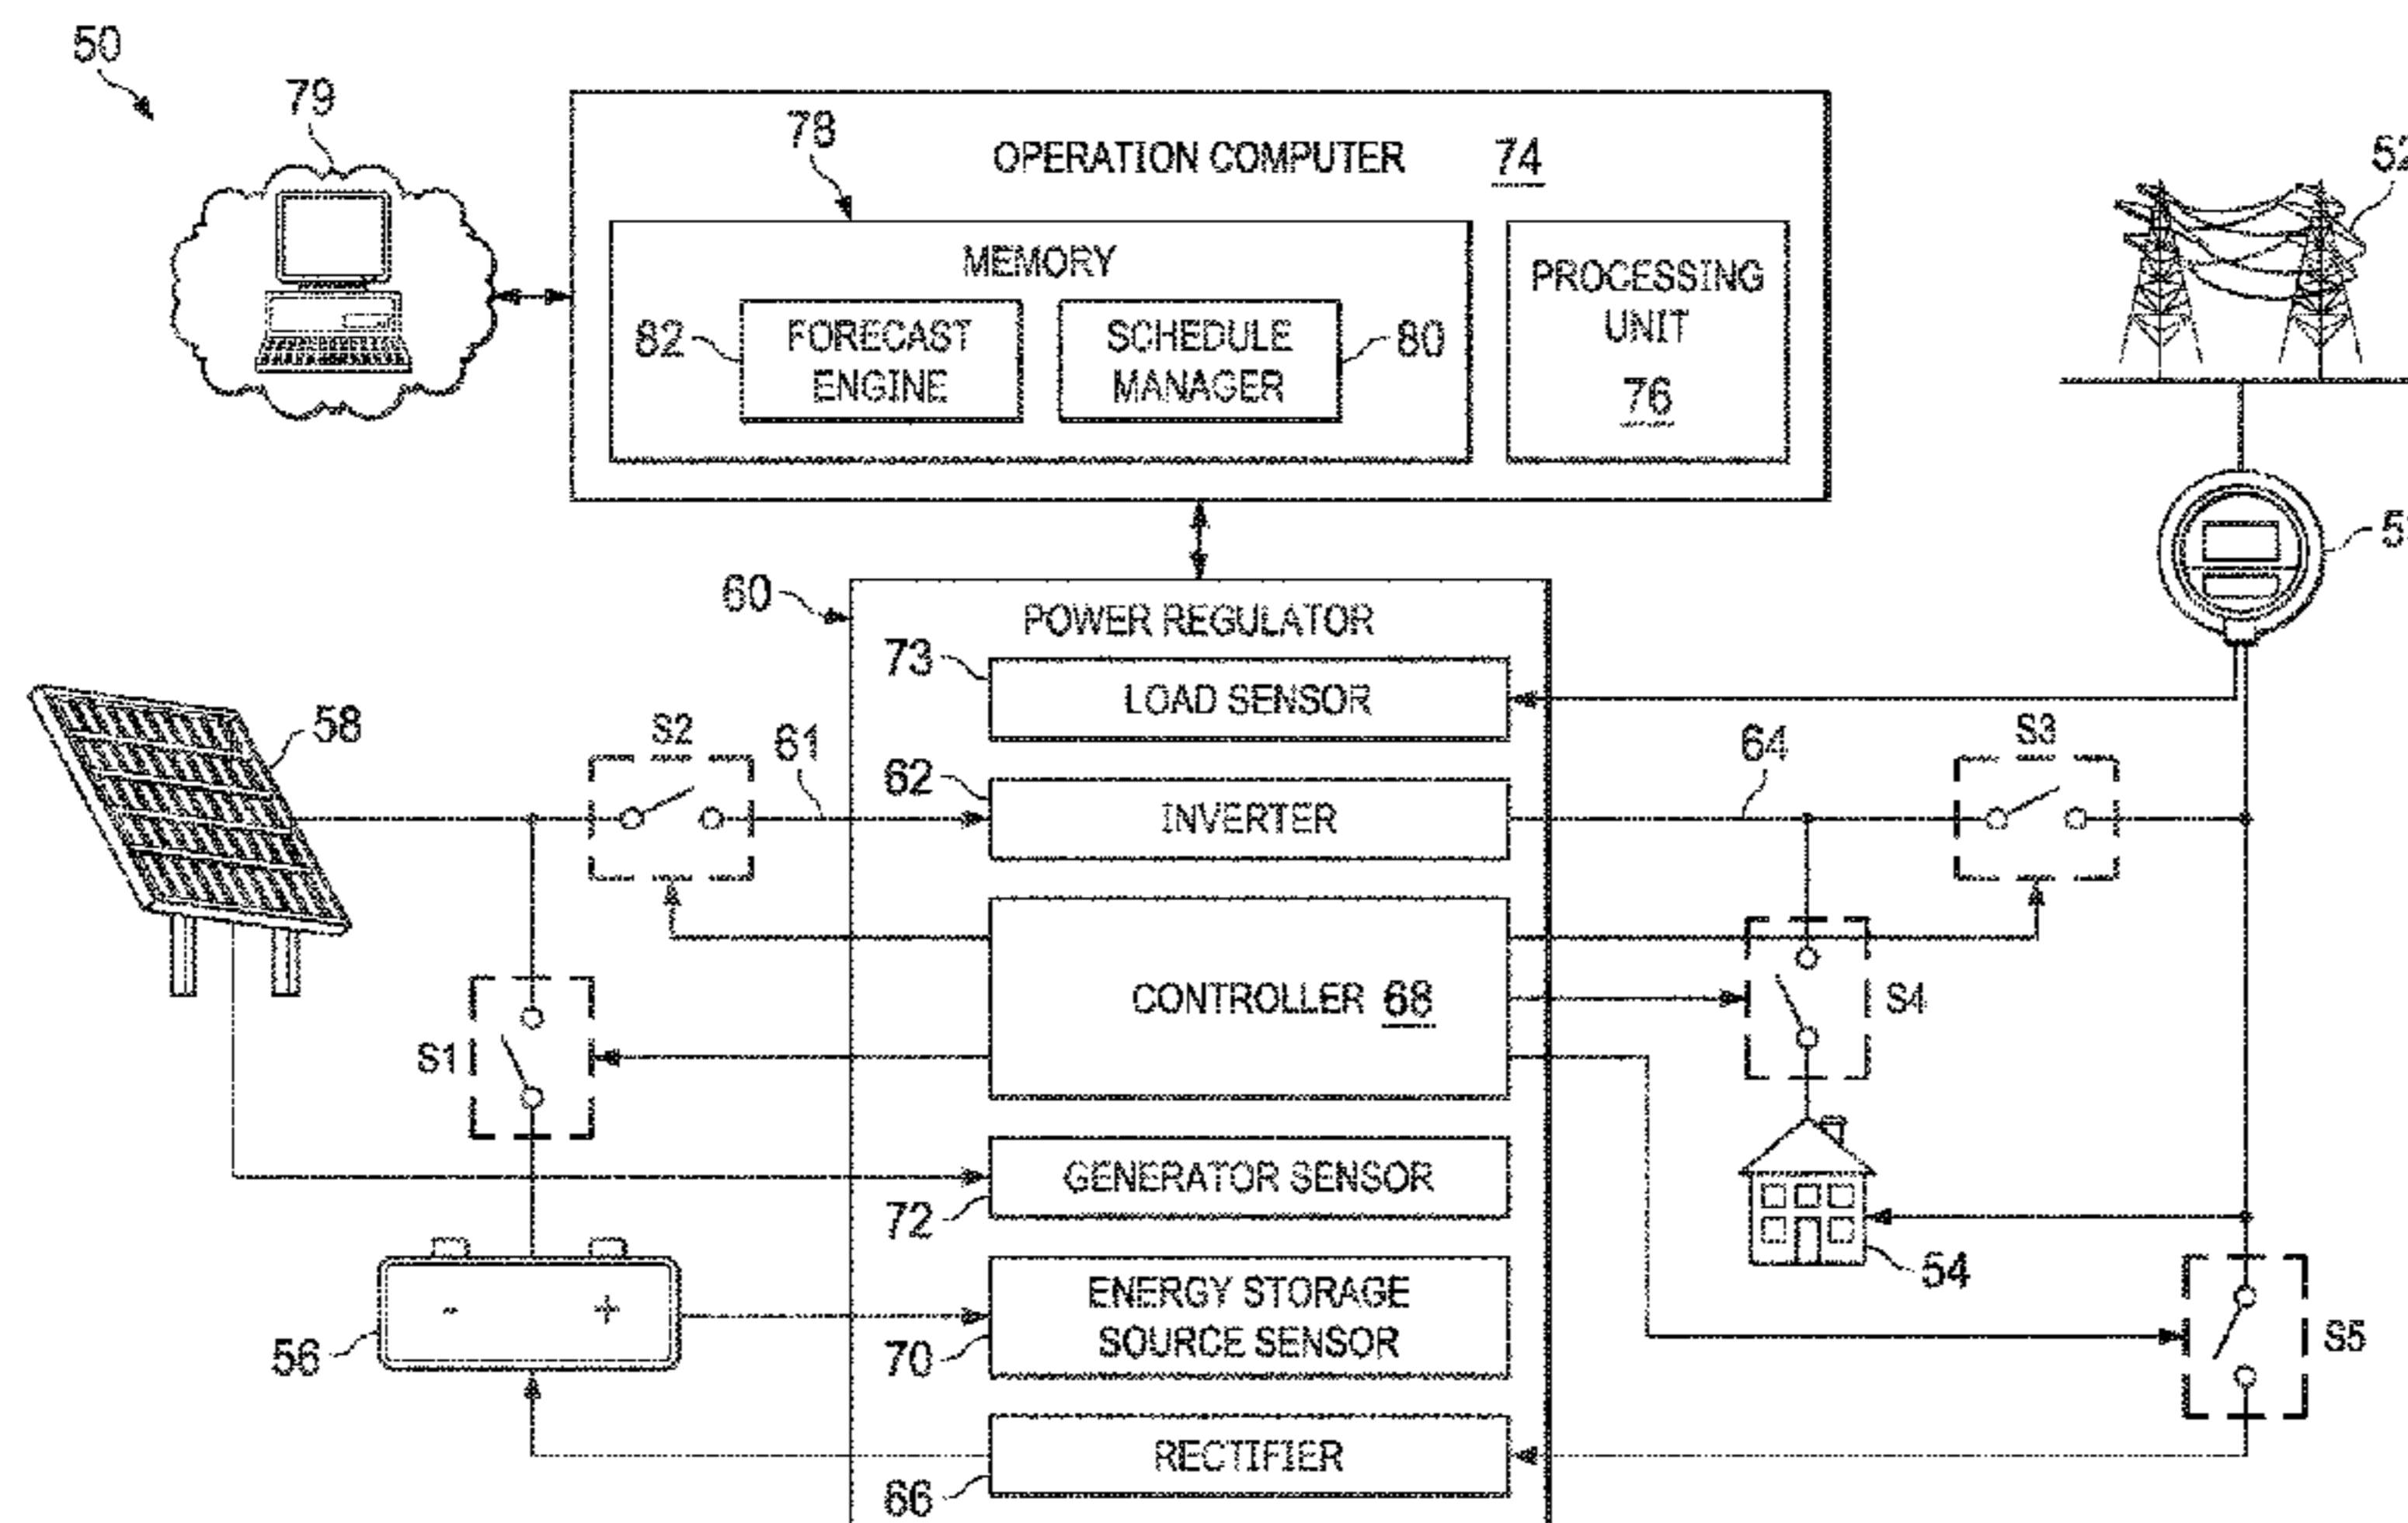 50
79
78
OPERATION COMPUTER 74
52
MEMORY
PROCESSING
UNIT
76
82
FORECAST
ENGINE
SCHEDULE
MANAGER
80
60
POWER REGULATOR
73
LOAD SENSOR
58
S2
61
62
INVERTER
64
S3
CONTROLLER 68
S1
S4
GENERATOR SENSOR
72
54
56
ENERGY STORAGE
SOURCE SENSOR
70
S5
RECTIFIER
66